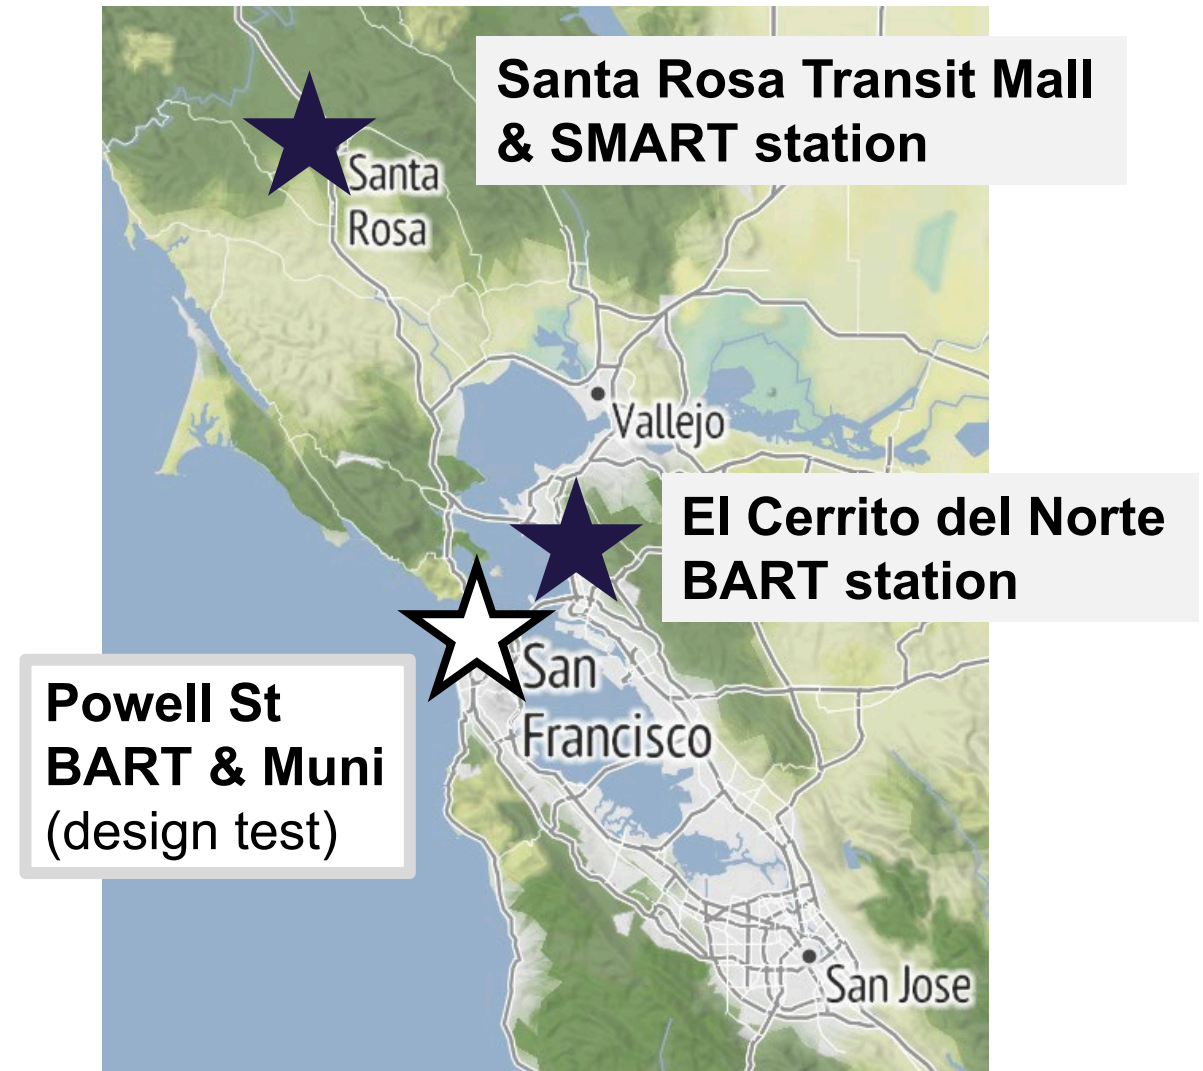 Santa Rosa Transit Mall
& SMART station
Santa
Rosa
Vallejo
El Cerrito del Norte
BART station
San
Francisco
Powell St
BART & Muni
(design test)
San Jose